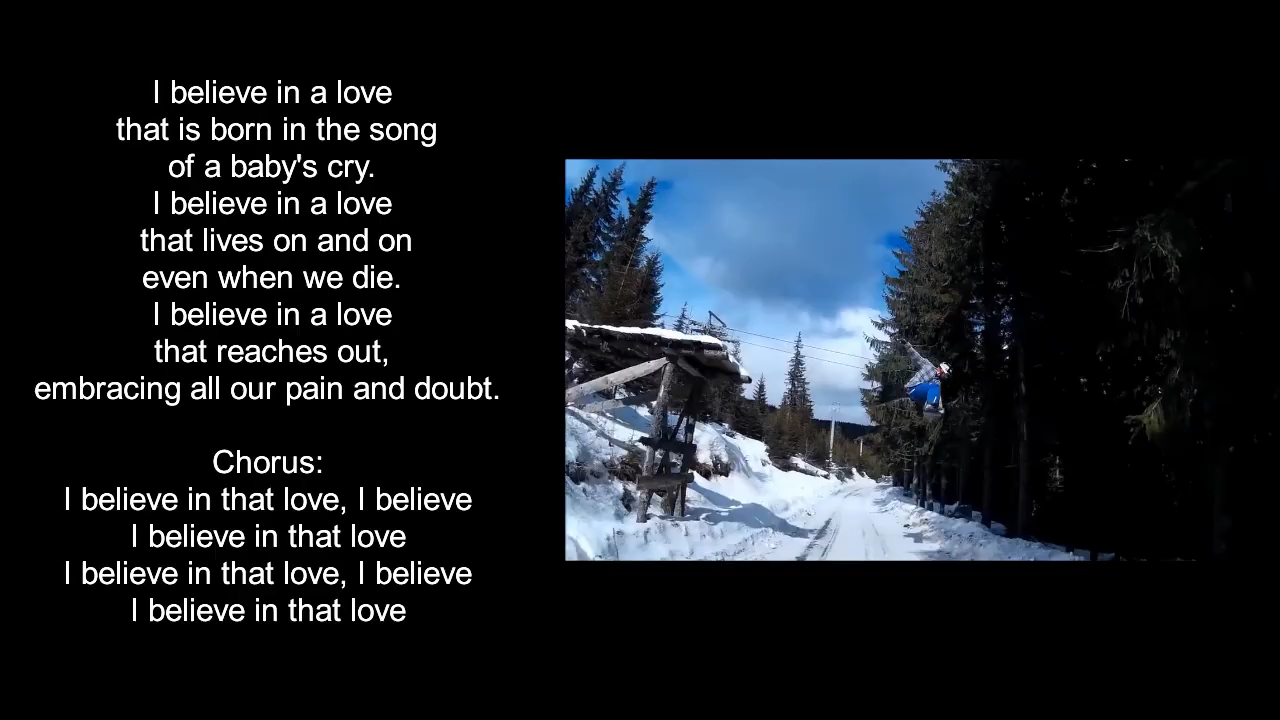 I believe in a love
that is born in the song
of a baby's cry.
I believe in a love
that lives on and on
even when we die.
I believe in a love
that reaches out,
embracing all our pain and doubt.
Chorus:
I believe in that love, I believe
I believe in that love
I believe in that love, I believe
I believe in that love